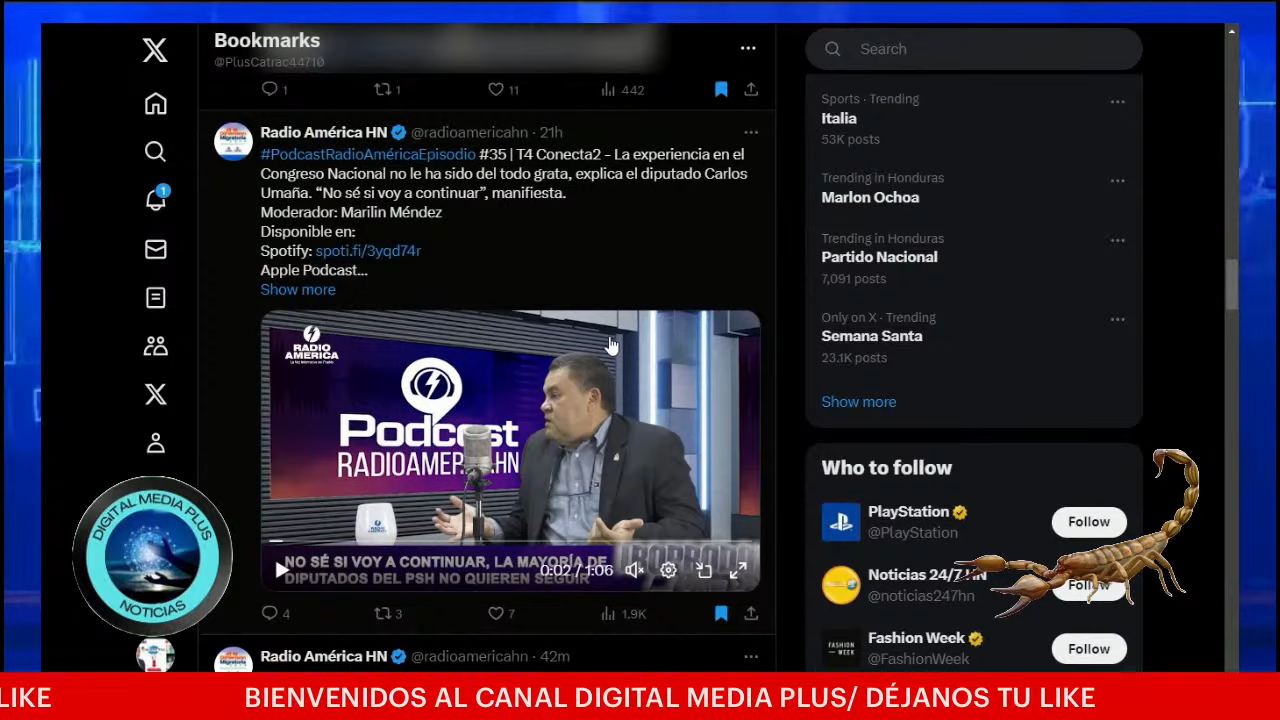 Bookmarks
@PlusCatrac44710
1
1
11
442
Radio América HN @radioamericahn · 21h
#PodcastRadioAméricaEpisodio #35 | T4 Conecta2 - La experiencia en el
Congreso Nacional no le ha sido del todo grata, explica el diputado Carlos
Umaña. “No sé si voy a continuar”, manifiesta.
Moderador: Marilin Méndez
Disponible en:
Spotify: spoti.fi/3yqd74r
Apple Podcast...
Show more
RADIO
AMERICA
Podcast
RADIOAMERICAHN
NO SÉ SI VOY A CONTINUAR, LA MAYORÍA DE
DIPUTADOS DEL PSH NO QUIEREN SEGUIR
0:02 / 1:06
4
3
7
1.9K
Radio América HN @radioamericahn · 42m
Search
Sports · Trending
Italia
53K posts
Trending in Honduras
Marlon Ochoa
Trending in Honduras
Partido Nacional
7,091 posts
Only on X · Trending
Semana Santa
23.1K posts
Show more
Who to follow
PlayStation
@PlayStation
Follow
Noticias 24/7 HN
@noticias247hn
Follow
FASHION
WEEK
Fashion Week
@FashionWeek
Follow
1
DIGITAL MEDIA PLUS
NOTICIAS
LIKE
BIENVENIDOS AL CANAL DIGITAL MEDIA PLUS/ DÉJANOS TU LIKE